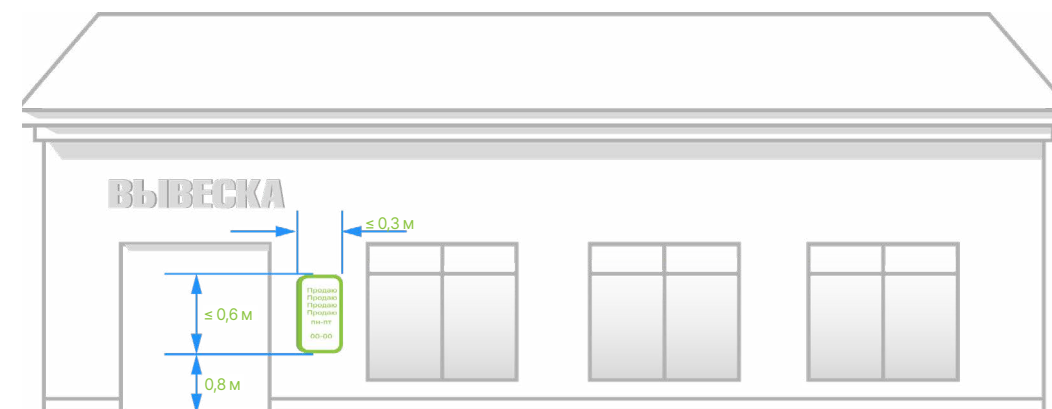 ВЫВЕСКА
≤ 0,3 м
Продаю
Продаю
Продаю
Продаю
пн-пт
00-00
≤ 0,6 м
0,8 м